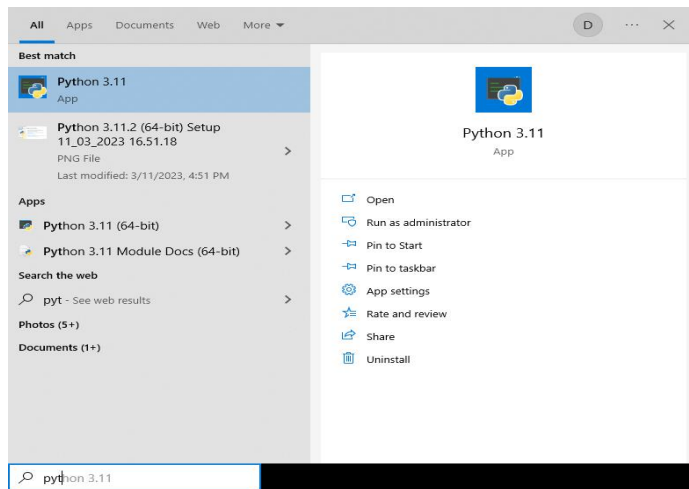 All Apps Documents Web More D ...
Best match
Python 3.11
App
Python 3.11.2 (64-bit) Setup
11_03_2023 16.51.18
PNG File
Last modified: 3/11/2023, 4:51 PM
Apps
Python 3.11 (64-bit)
Python 3.11 Module Docs (64-bit)
Search the web
pyt - See web results
Photos (5+)
Documents (1+)
Python 3.11
App
Open
Run as administrator
Pin to Start
Pin to taskbar
App settings
Rate and review
Share
Uninstall
python 3.11